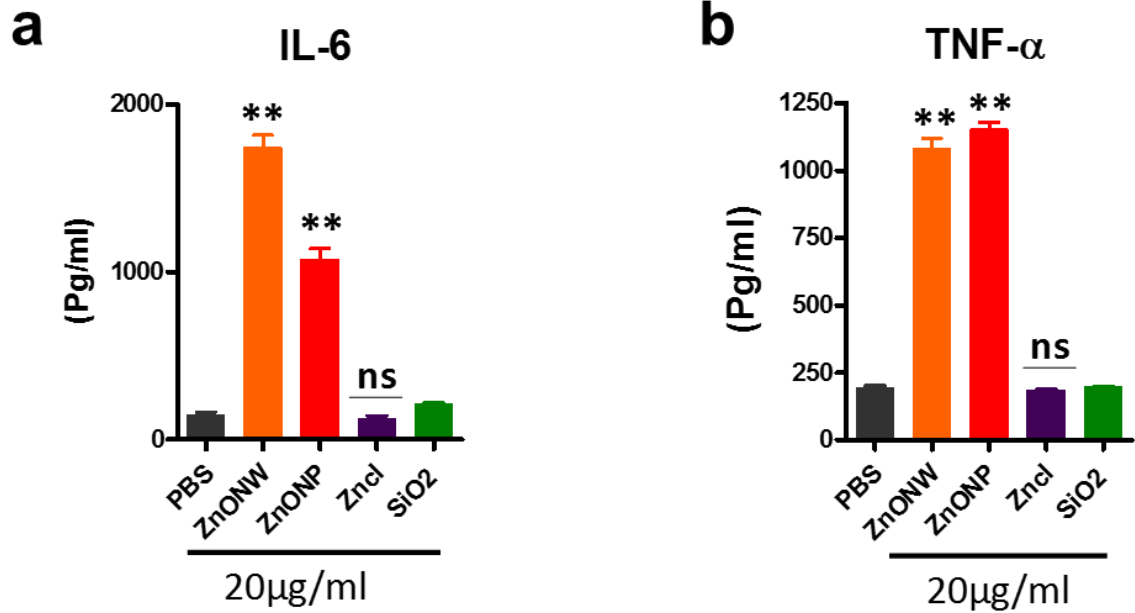 a
IL-6
(Pg/ml)
2000
1000
0
**
**
ns
PBS
ZnONW
ZnONP
Zncl
SiO2
20µg/ml
b
TNF-α
(Pg/ml)
1250
1000
750
500
250
0
**
**
ns
PBS
ZnONW
ZnONP
Zncl
SiO2
20µg/ml